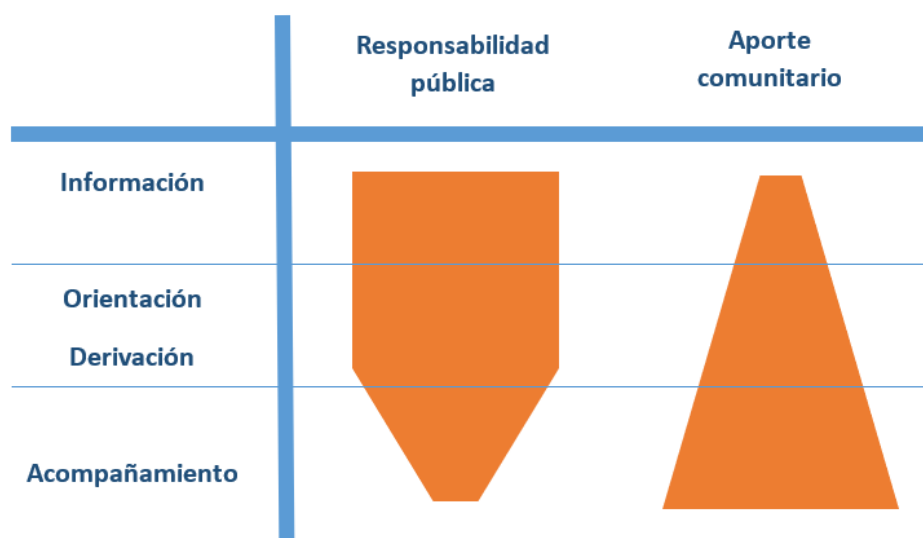 Responsabilidad
pública
Aporte
comunitario
Información
Orientación
Derivación
Acompañamiento